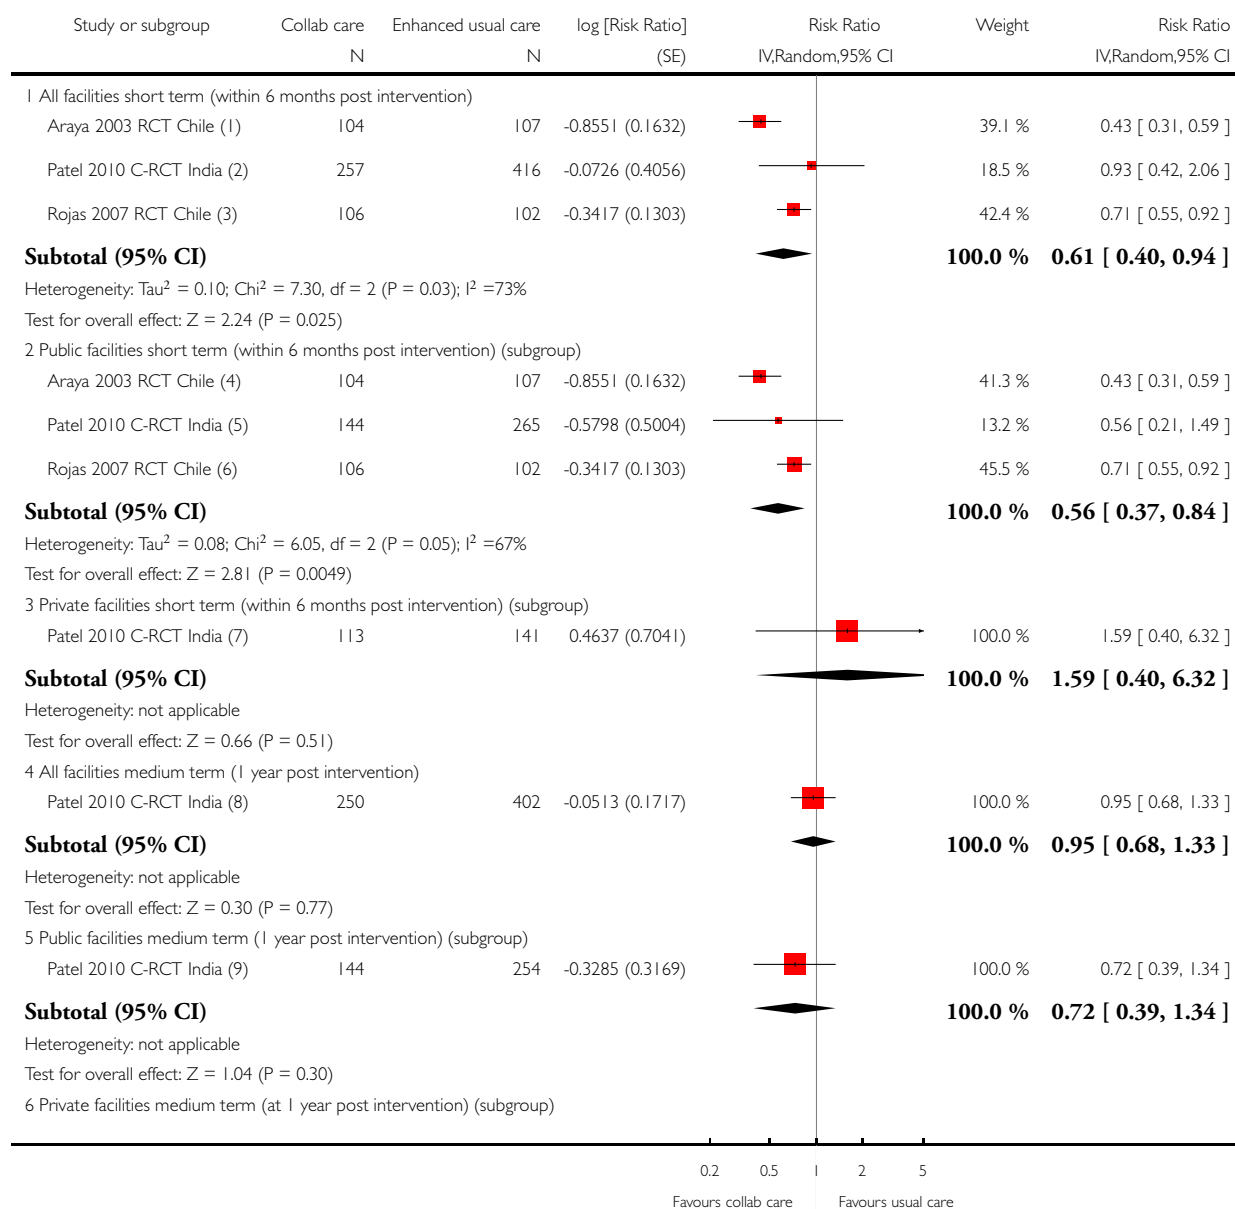 Study or subgroup Collab care Enhanced usual care log [Risk Ratio] Risk Ratio Weight Risk Ratio
N N (SE) IV,Random,95% CI IV,Random,95% CI
1 All facilities short term (within 6 months post intervention)
Araya 2003 RCT Chile (1) 104 107 -0.8551 (0.1632) 39.1 % 0.43 [ 0.31, 0.59 ]
Patel 2010 C-RCT India (2) 257 416 -0.0726 (0.4056) 18.5 % 0.93 [ 0.42, 2.06 ]
Rojas 2007 RCT Chile (3) 106 102 -0.3417 (0.1303) 42.4 % 0.71 [ 0.55, 0.92 ]
Subtotal (95% CI) 100.0 % 0.61 [ 0.40, 0.94 ]
Heterogeneity: Tau² = 0.10; Chi² = 7.30, df = 2 (P = 0.03); I² =73%
Test for overall effect: Z = 2.24 (P = 0.025)
2 Public facilities short term (within 6 months post intervention) (subgroup)
Araya 2003 RCT Chile (4) 104 107 -0.8551 (0.1632) 41.3 % 0.43 [ 0.31, 0.59 ]
Patel 2010 C-RCT India (5) 144 265 -0.5798 (0.5004) 13.2 % 0.56 [ 0.21, 1.49 ]
Rojas 2007 RCT Chile (6) 106 102 -0.3417 (0.1303) 45.5 % 0.71 [ 0.55, 0.92 ]
Subtotal (95% CI) 100.0 % 0.56 [ 0.37, 0.84 ]
Heterogeneity: Tau² = 0.08; Chi² = 6.05, df = 2 (P = 0.05); I² =67%
Test for overall effect: Z = 2.81 (P = 0.0049)
3 Private facilities short term (within 6 months post intervention) (subgroup)
Patel 2010 C-RCT India (7) 113 141 0.4637 (0.7041) 100.0 % 1.59 [ 0.40, 6.32 ]
Subtotal (95% CI) 100.0 % 1.59 [ 0.40, 6.32 ]
Heterogeneity: not applicable
Test for overall effect: Z = 0.66 (P = 0.51)
4 All facilities medium term (1 year post intervention)
Patel 2010 C-RCT India (8) 250 402 -0.0513 (0.1717) 100.0 % 0.95 [ 0.68, 1.33 ]
Subtotal (95% CI) 100.0 % 0.95 [ 0.68, 1.33 ]
Heterogeneity: not applicable
Test for overall effect: Z = 0.30 (P = 0.77)
5 Public facilities medium term (1 year post intervention) (subgroup)
Patel 2010 C-RCT India (9) 144 254 -0.3285 (0.3169) 100.0 % 0.72 [ 0.39, 1.34 ]
Subtotal (95% CI) 100.0 % 0.72 [ 0.39, 1.34 ]
Heterogeneity: not applicable
Test for overall effect: Z = 1.04 (P = 0.30)
6 Private facilities medium term (at 1 year post intervention) (subgroup)
0.2 0.5 1 2 5
Favours collab care Favours usual care